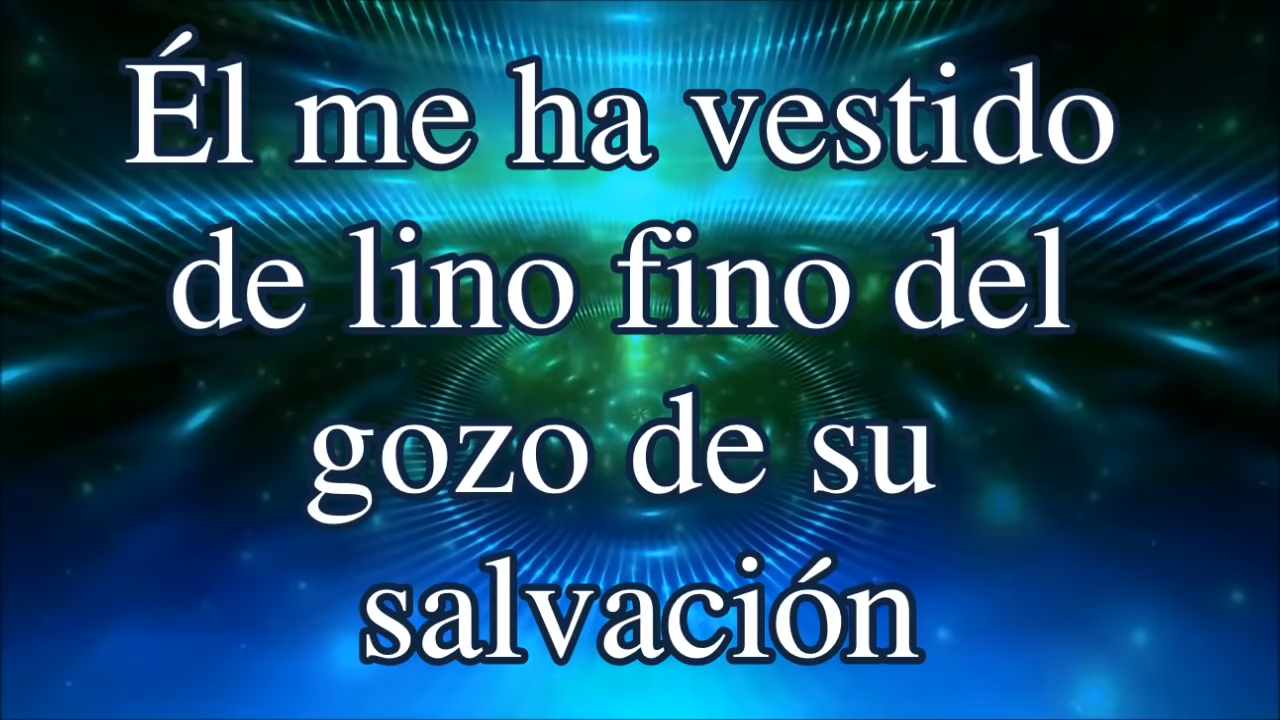 Él me ha vestido
de lino fino del
gozo de su
salvación